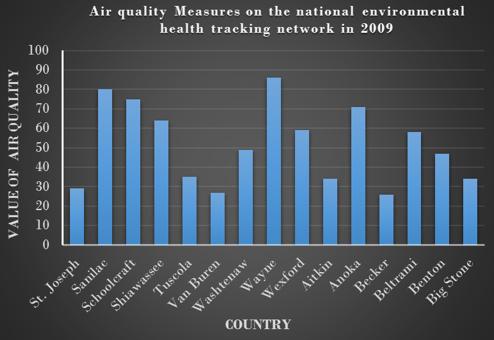 Air quality Measures on the national environmental
health tracking network in 2009
VALUE OF AIR QUALITY
100
90
80
70
60
50
40
30
20
10
0
St. Joseph
Sanilac
Schoolcraft
Shiawassee
Tuscola
Van Buren
Washtenaw
Wayne
Wexford
Aitkin
Anoka
Becker
Beltrami
Benton
Big Stone
COUNTRY